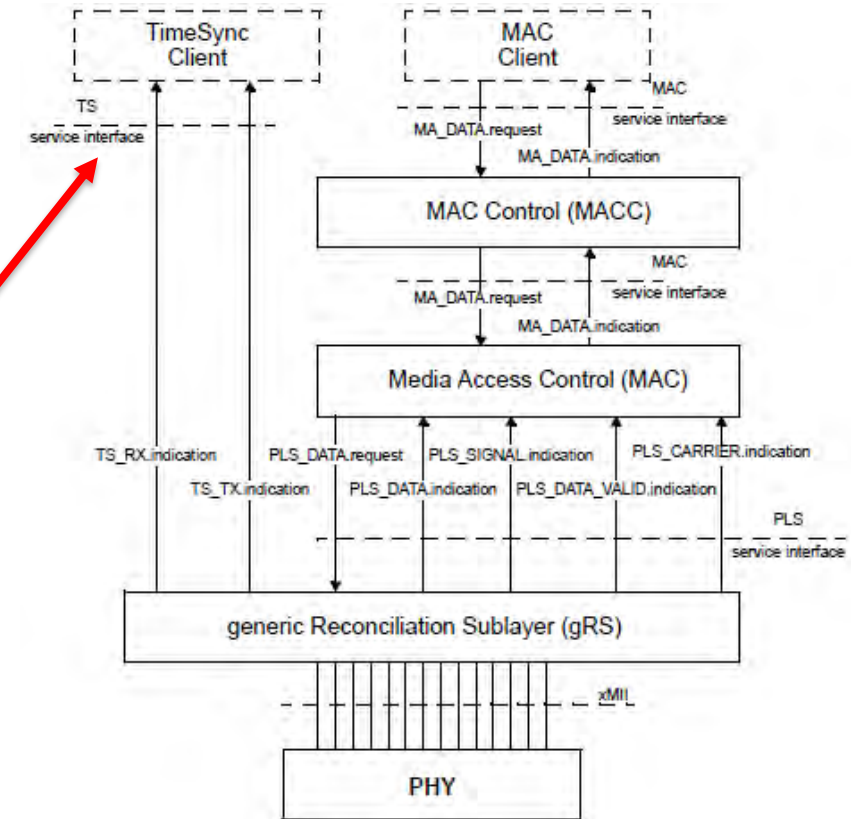 TimeSync
Client
MAC
Client
TS
service interface
MAC
service interface
MA_DATA.request
MA_DATA.indication
MAC Control (MACC)
MAC
service interface
MA_DATA.request
MA_DATA.indication
Media Access Control (MAC)
TS_RX.indication
PLS_DATA.request
PLS_SIGNAL.indication
PLS_CARRIER.indication
TS_TX.indication
PLS_DATA.indication
PLS_DATA_VALID.indication
PLS
service interface
generic Reconciliation Sublayer (gRS)
xMII
PHY